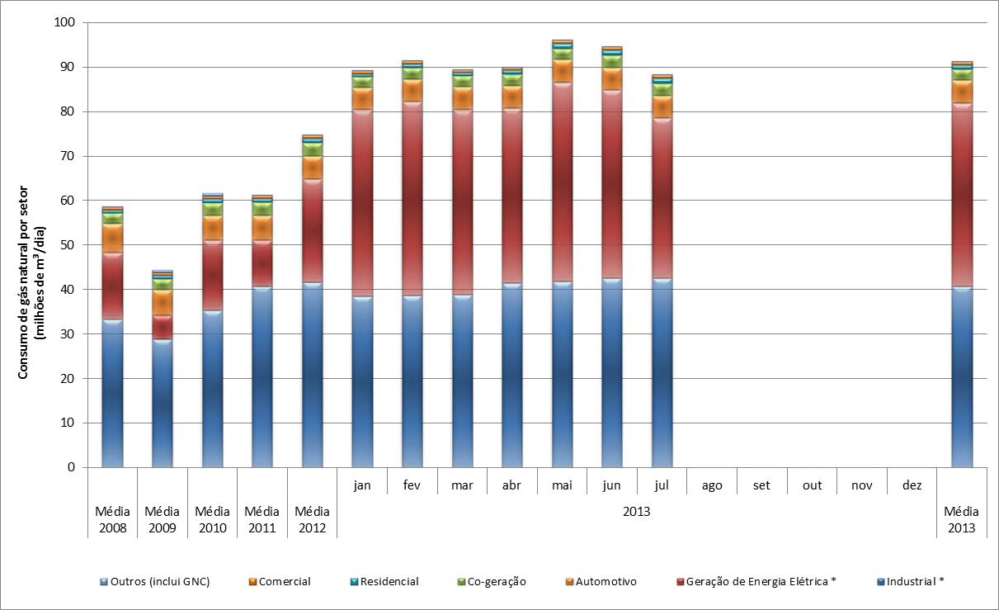 100
90
80
70
60
50
40
30
20
10
0
Consumo de gás natural por setor
(milhões de m³/dia)
jan fev mar abr mai jun jul ago set out nov dez
Média 2008
Média 2009
Média 2010
Média 2011
Média 2012
2013
Média 2013
Outros (inclui GNC) Comercial Residencial Co-geração Automotivo Geração de Energia Elétrica * Industrial *